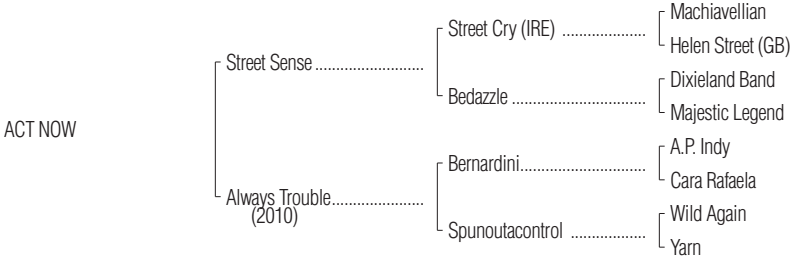 Machiavellian
Street Cry (IRE) ....................
Helen Street (GB)
Street Sense ..........................
Dixieland Band
Bedazzle ................................
Majestic Legend
ACT NOW
A.P. Indy
Bernardini..............................
Cara Rafaela
Always Trouble......................
(2010)
Wild Again
Spunoutacontrol ..................
Yarn